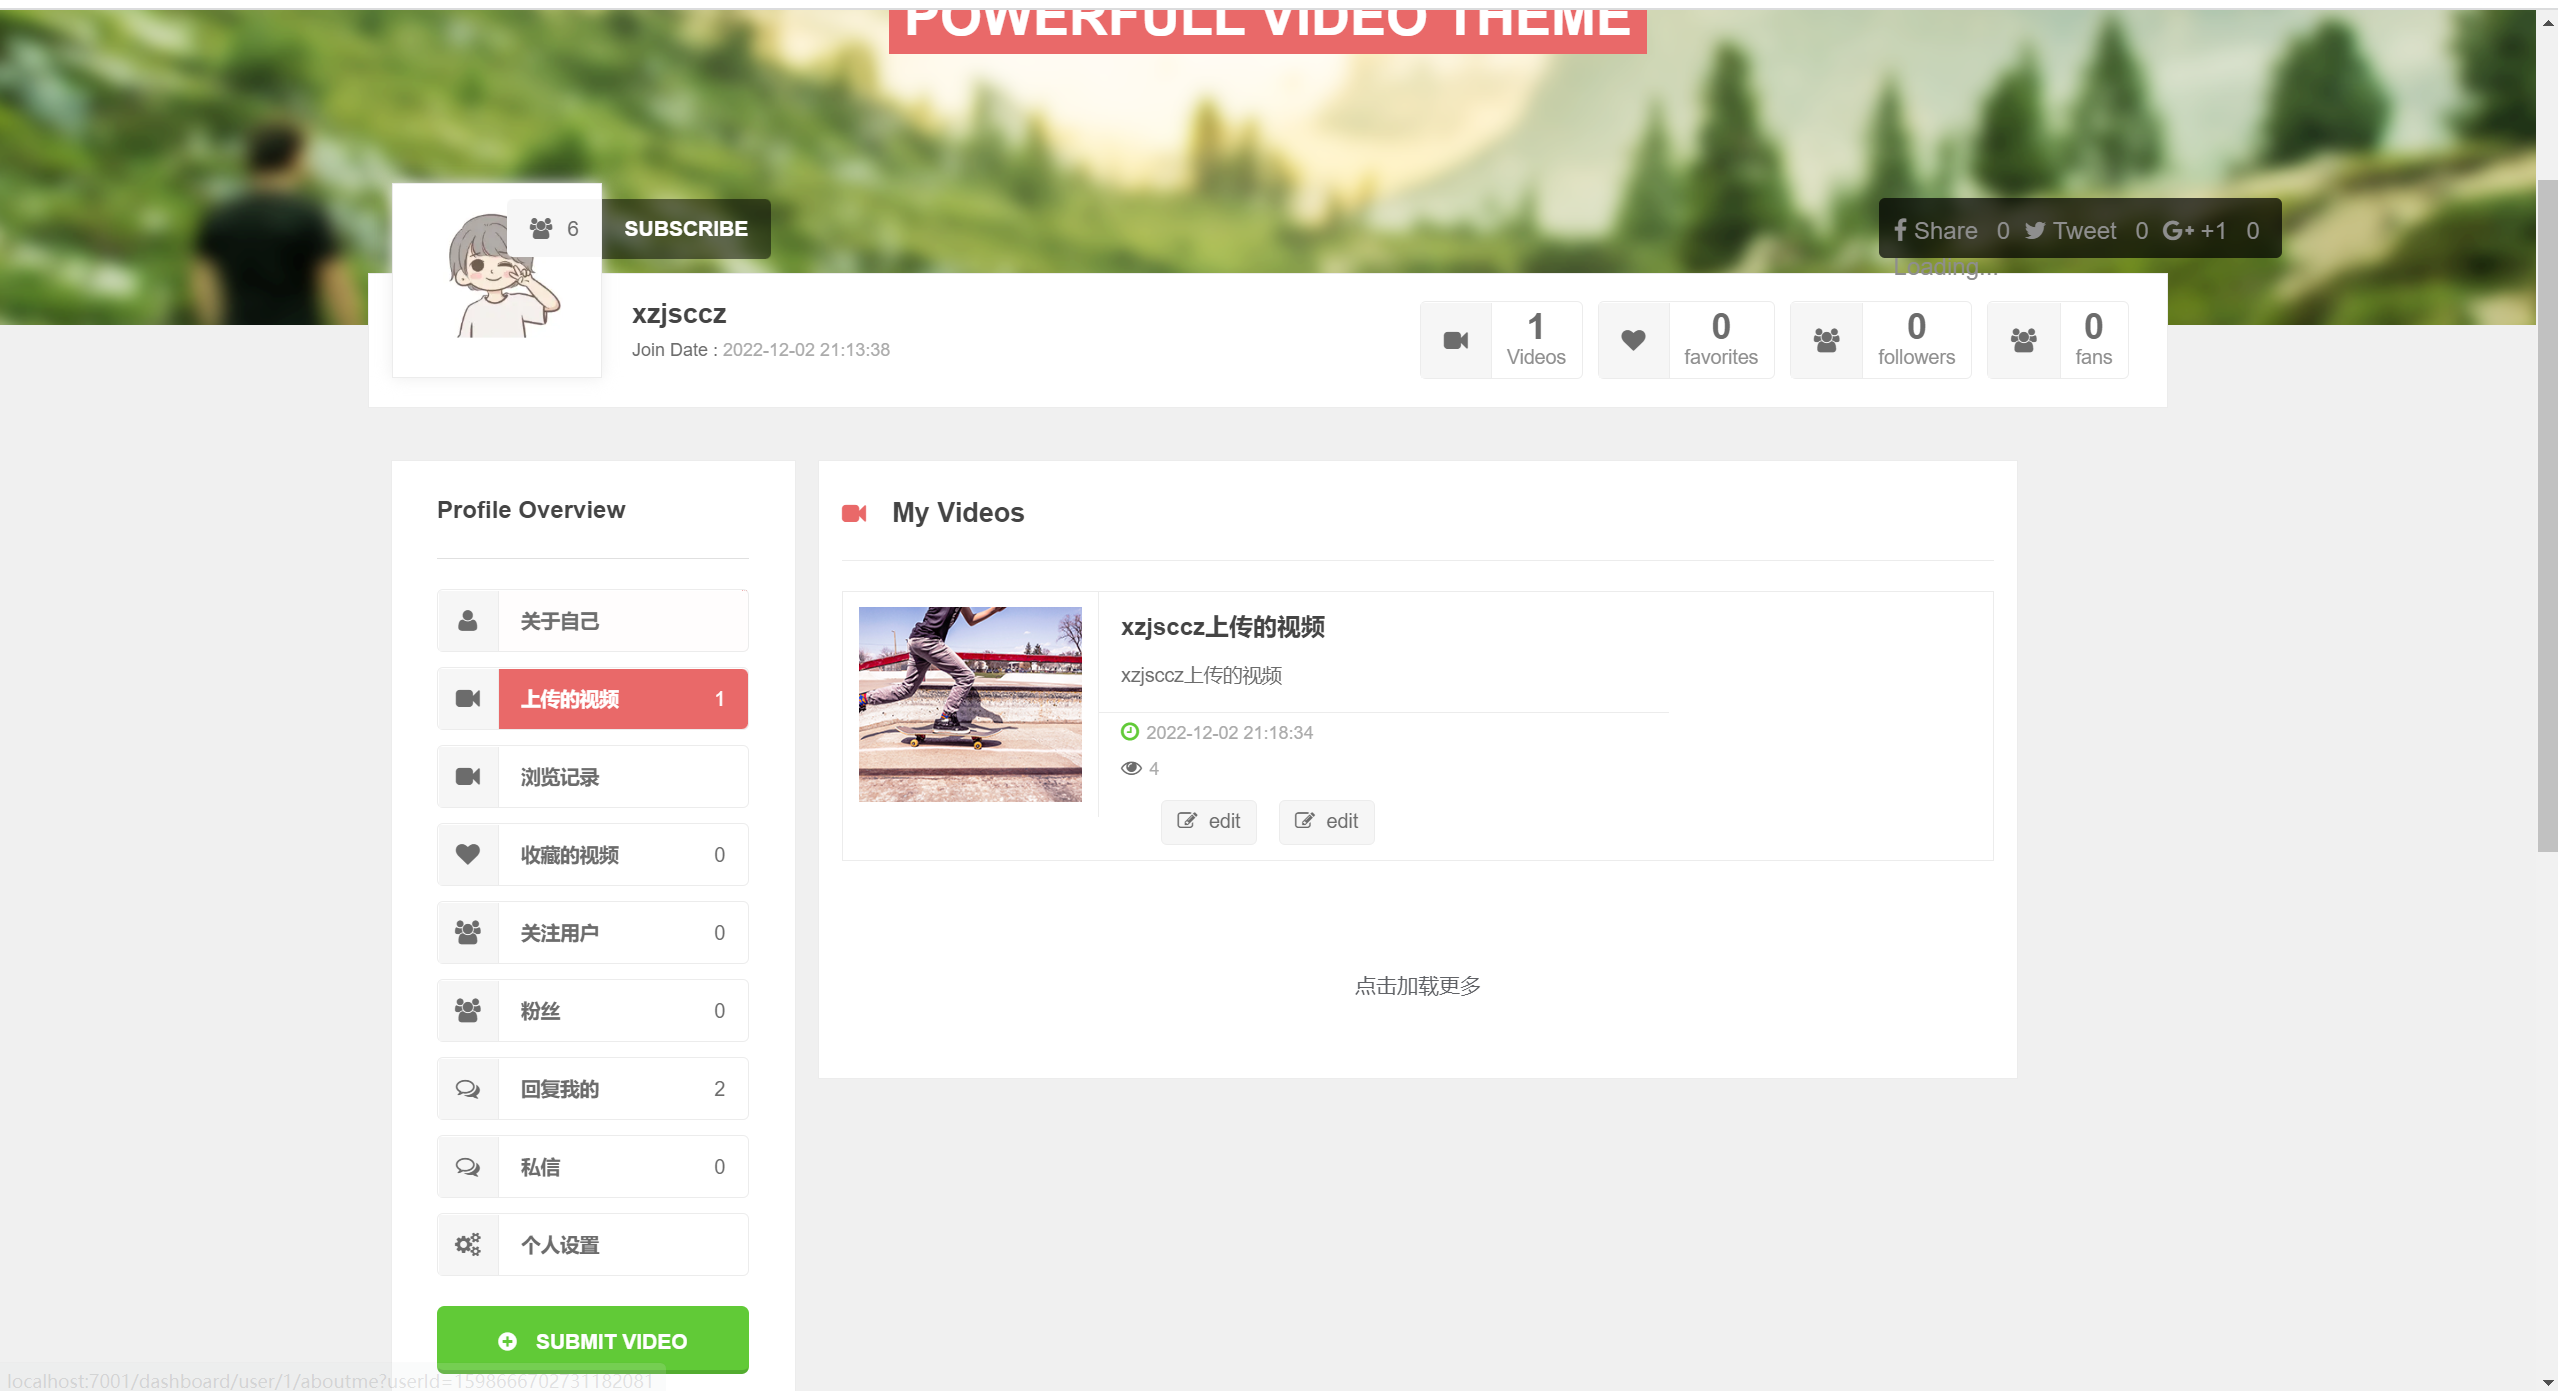 POWERFULL VIDEO THEME
6 SUBSCRIBE
Share 0 Tweet 0 G+ +1 0
Loading...
xzjsccz
Join Date : 2022-12-02 21:13:38
1 Videos
0 favorites
0 followers
0 fans
Profile Overview
关于自己
上传的视频 1
浏览记录
收藏的视频 0
关注用户 0
粉丝 0
回复我的 2
私信 0
个人设置
SUBMIT VIDEO
My Videos
xzjsccz上传的视频
xzjsccz上传的视频
2022-12-02 21:18:34
4
edit edit
点击加载更多
localhost:7001/dashboard/user/1/aboutme?userId=1598666702731182081